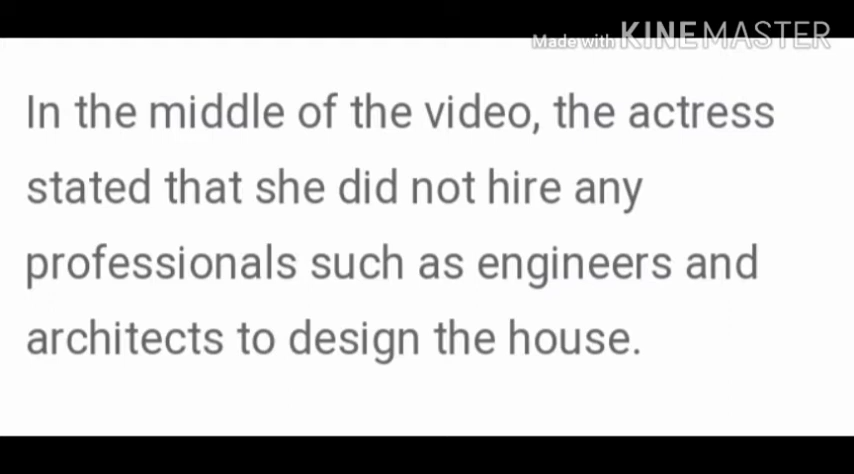 Made with KINEMASTER
In the middle of the video, the actress
stated that she did not hire any
professionals such as engineers and
architects to design the house.